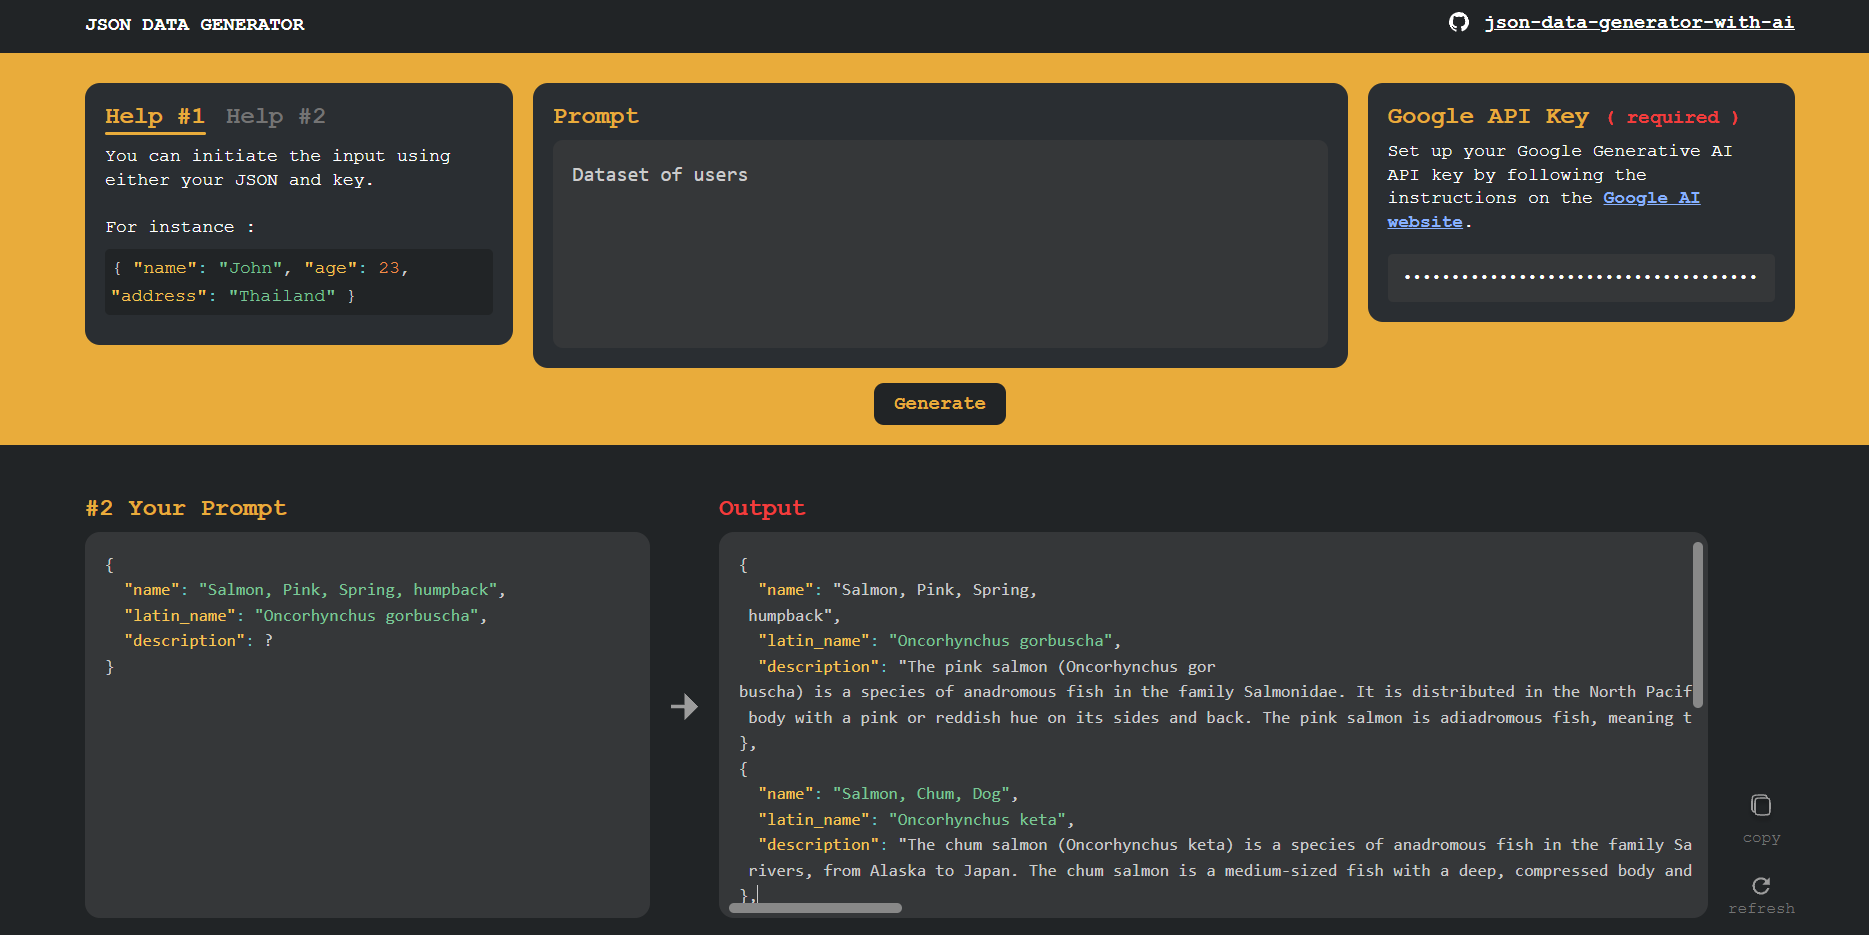 JSON DATA GENERATOR
json-data-generator-with-ai
Help #1 Help #2
You can initiate the input using
either your JSON and key.
For instance :
{ "name": "John", "age": 23,
"address": "Thailand" }
Prompt
Dataset of users
Google API Key ( required )
Set up your Google Generative AI
API key by following the
instructions on the Google AI
website.
••••••••••••••••••••••••••••••••••••••
Generate
#2 Your Prompt
{
"name": "Salmon, Pink, Spring, humpback",
"latin_name": "Oncorhynchus gorbuscha",
"description": ?
}
Output
{
"name": "Salmon, Pink, Spring,
humpback",
"latin_name": "Oncorhynchus gorbuscha",
"description": "The pink salmon (Oncorhynchus gor
buscha) is a species of anadromous fish in the family Salmonidae. It is distributed in the North Pacif
body with a pink or reddish hue on its sides and back. The pink salmon is adiadromous fish, meaning t
},
{
"name": "Salmon, Chum, Dog",
"latin_name": "Oncorhynchus keta",
"description": "The chum salmon (Oncorhynchus keta) is a species of anadromous fish in the family Sa
rivers, from Alaska to Japan. The chum salmon is a medium-sized fish with a deep, compressed body and
},
copy
refresh